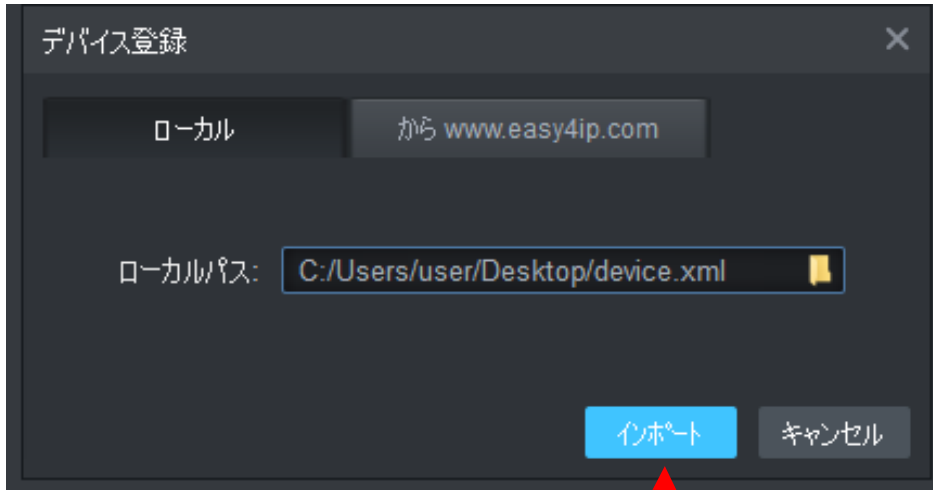 デバイス登録
ローカル
から www.easy4ip.com
ローカルパス: C:/Users/user/Desktop/device.xml
インポート
キャンセル